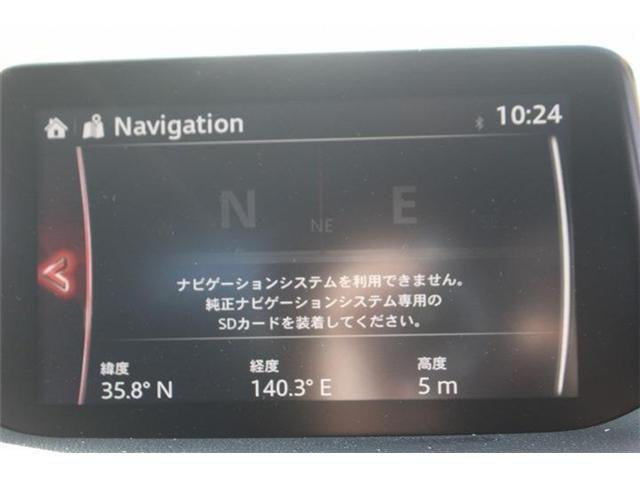 Navigation
10:24
W N NE E SE
ナビゲーションシステムを利用できません。
純正ナビゲーションシステム専用の
SDカードを装着してください。
緯度 経度 高度
35.8° N 140.3° E 5 m